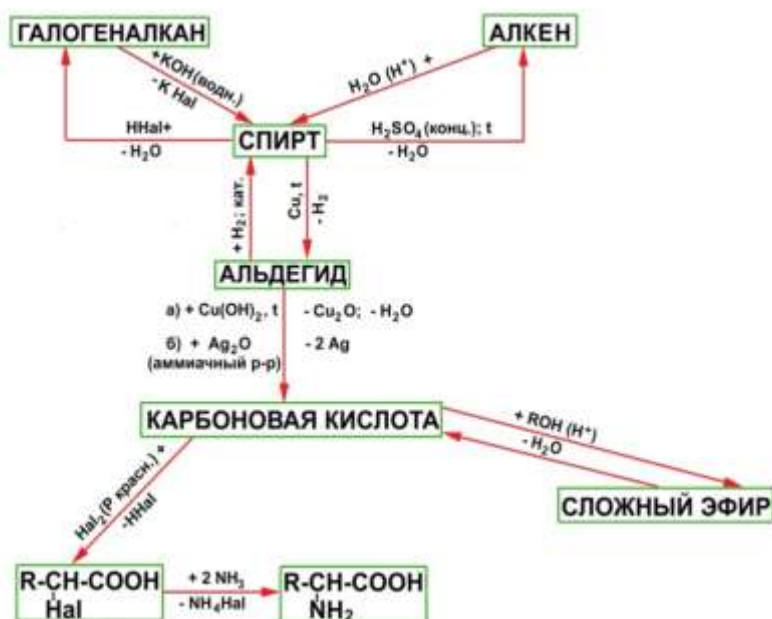 ГАЛОГЕНАЛКАН
АЛКЕН
+KOH (водн.)
- K Hal
H₂O (H⁺) +
HHal+
- H₂O
СПИРТ
H₂SO₄ (конц.); t
- H₂O
+ H₂; кат.
Cu, t
- H₂
АЛЬДЕГИД
а) + Cu(OH)₂, t - Cu₂O; - H₂O
б) + Ag₂O - 2 Ag
(аммиачный р-р)
КАРБОНОВАЯ КИСЛОТА
+ ROH (H⁺)
- H₂O
СЛОЖНЫЙ ЭФИР
Hal₂ (P красн.) +
-HHal
R-CH-COOH
Hal
+ 2 NH₃
- NH₄Hal
R-CH-COOH
NH₂